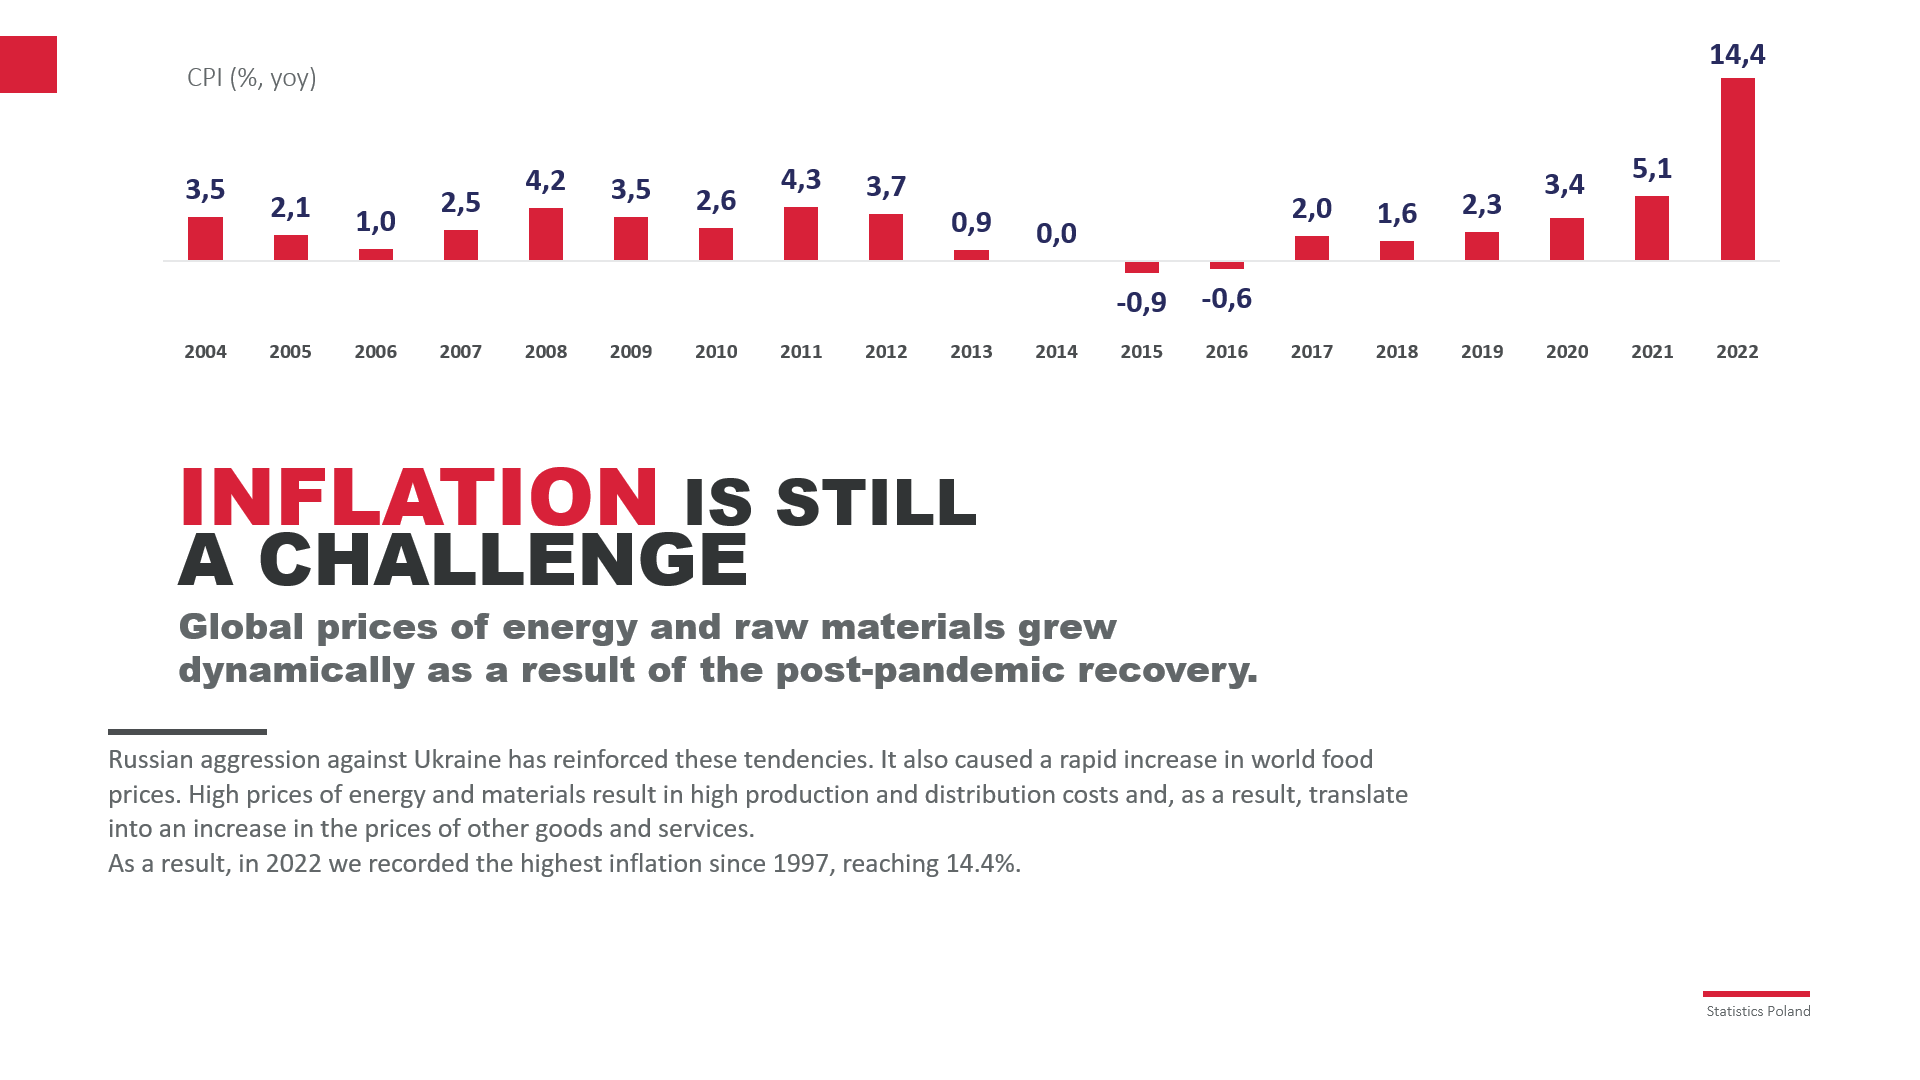 CPI (%, yoy)
3,5 2,1 1,0 2,5 4,2 3,5 2,6 4,3 3,7 0,9 0,0 -0,9 -0,6 2,0 1,6 2,3 3,4 5,1 14,4
2004 2005 2006 2007 2008 2009 2010 2011 2012 2013 2014 2015 2016 2017 2018 2019 2020 2021 2022
INFLATION IS STILL
A CHALLENGE
Global prices of energy and raw materials grew
dynamically as a result of the post-pandemic recovery.
Russian aggression against Ukraine has reinforced these tendencies. It also caused a rapid increase in world food
prices. High prices of energy and materials result in high production and distribution costs and, as a result, translate
into an increase in the prices of other goods and services.
As a result, in 2022 we recorded the highest inflation since 1997, reaching 14.4%.
Statistics Poland